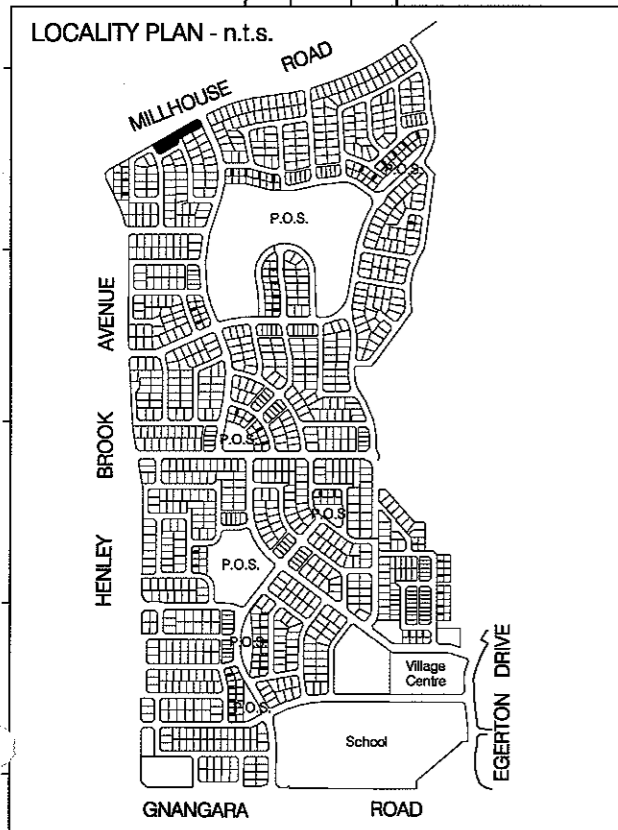 LOCALITY PLAN - n.t.s.
MILLHOUSE ROAD
P.O.S.
P.O.S.
HENLEY BROOK AVENUE
P.O.S.
P.O.S
P.O.S.
P.O.S.
P.O.S.
Village
Centre
School
EGERTON DRIVE
GNANGARA ROAD